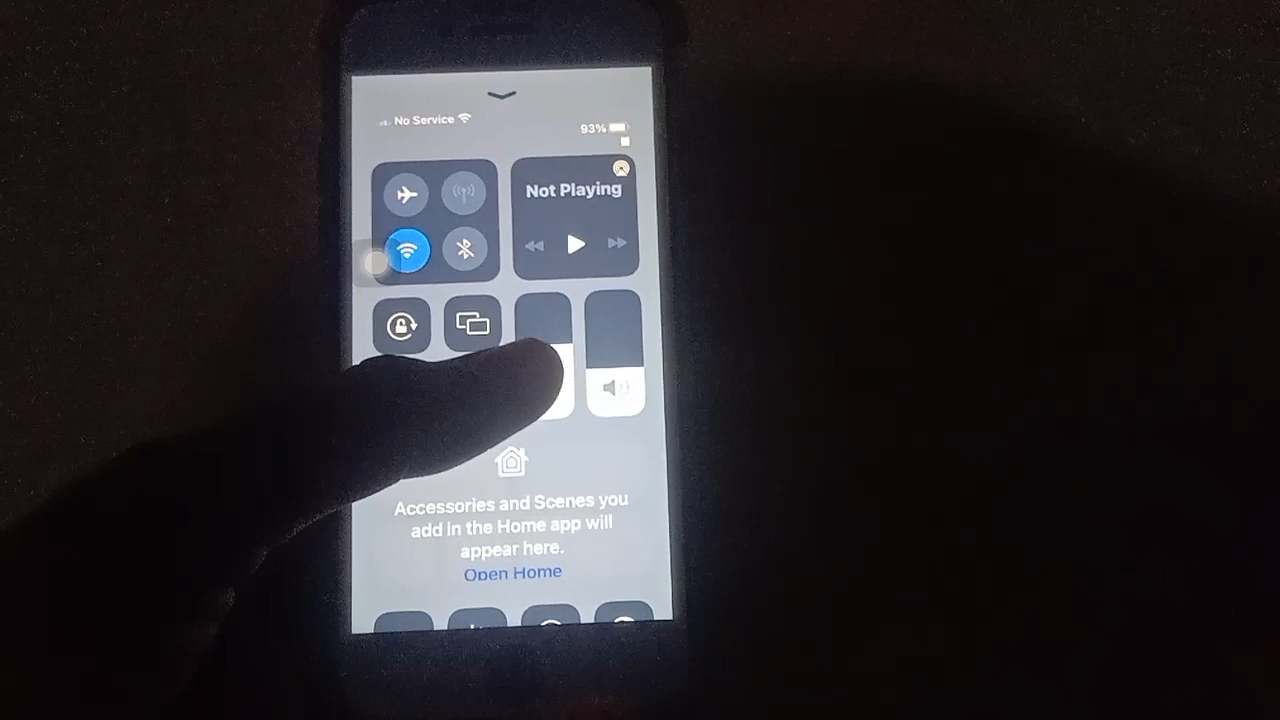 No Service
93%
Not Playing
Accessories and Scenes you
add in the Home app will
appear here.
Open Home